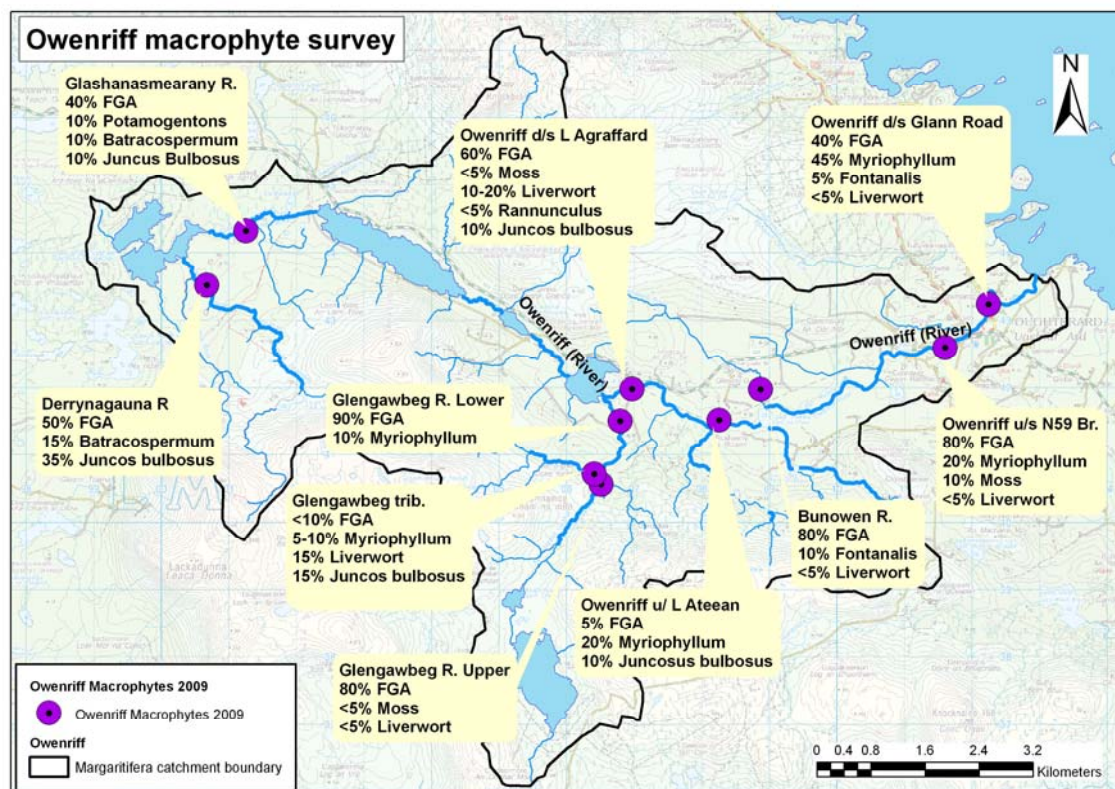 Owenriff macrophyte survey
Glashanasmearany R.
40% FGA
10% Potamogentons
10% Batracospermum
10% Juncus Bulbosus
Owenriff d/s L Agraffard
60% FGA
<5% Moss
10-20% Liverwort
<5% Rannunculus
10% Juncos bulbosus
Owenriff d/s Glann Road
40% FGA
45% Myriophyllum
5% Fontanalis
<5% Liverwort
N
Owenriff (River)
Owenriff (River)
Derrynagauna R
50% FGA
15% Batracospermum
35% Juncos bulbosus
Glengawbeg R. Lower
90% FGA
10% Myriophyllum
Owenriff u/s N59 Br.
80% FGA
20% Myriophyllum
10% Moss
<5% Liverwort
Glengawbeg trib.
<10% FGA
5-10% Myriophyllum
15% Liverwort
15% Juncos bulbosus
Bunowen R.
80% FGA
10% Fontanalis
<5% Liverwort
Owenriff u/ L Ateean
5% FGA
20% Myriophyllum
10% Juncosus bulbosus
Glengawbeg R. Upper
80% FGA
<5% Moss
<5% Liverwort
Lackadunna
Leaca Donna
Owenriff Macrophytes 2009
Owenriff Macrophytes 2009
Owenriff
Margaritifera catchment boundary
0 0.4 0.8 1.6 2.4 3.2
Kilometers